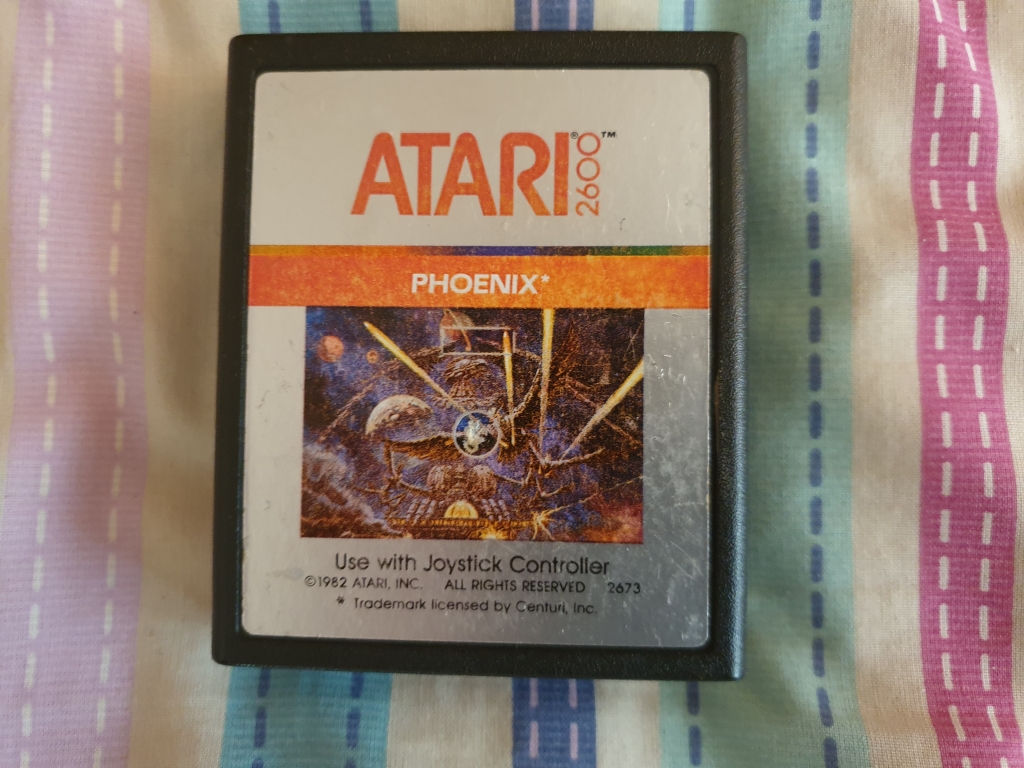 ATARI® 2600™
PHOENIX*
Use with Joystick Controller
©1982 ATARI, INC. ALL RIGHTS RESERVED 2673
* Trademark licensed by Centuri, Inc.